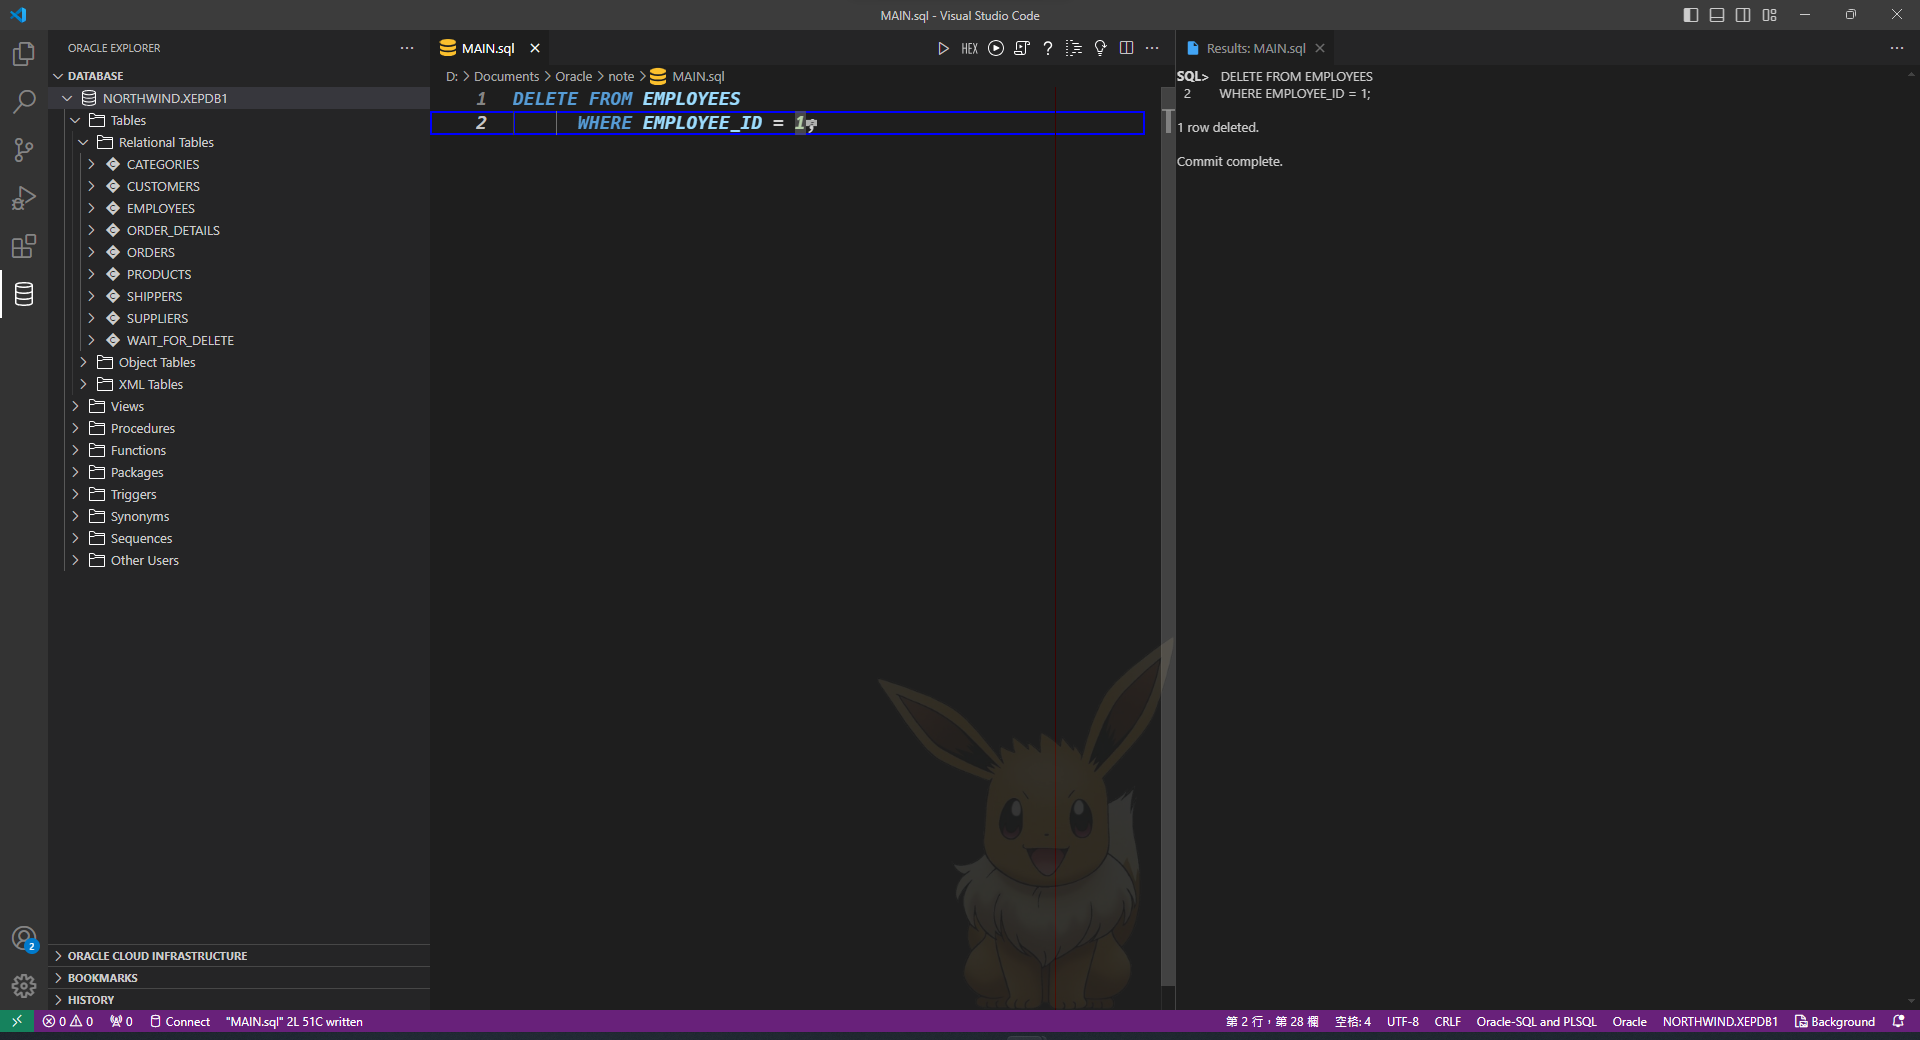 MAIN.sql - Visual Studio Code
ORACLE EXPLORER
DATABASE
NORTHWIND.XEPDB1
Tables
Relational Tables
CATEGORIES
CUSTOMERS
EMPLOYEES
ORDER_DETAILS
ORDERS
PRODUCTS
SHIPPERS
SUPPLIERS
WAIT_FOR_DELETE
Object Tables
XML Tables
Views
Procedures
Functions
Packages
Triggers
Synonyms
Sequences
Other Users
ORACLE CLOUD INFRASTRUCTURE
BOOKMARKS
HISTORY
MAIN.sql
HEX
D: > Documents > Oracle > note > MAIN.sql
1 DELETE FROM EMPLOYEES
2 WHERE EMPLOYEE_ID = 1;
Results: MAIN.sql
SQL> DELETE FROM EMPLOYEES
2 WHERE EMPLOYEE_ID = 1;
1 row deleted.
Commit complete.
2
0 0 0 Connect "MAIN.sql" 2L 51C written
第 2 行，第 28 欄 空格: 4 UTF-8 CRLF Oracle-SQL and PLSQL Oracle NORTHWIND.XEPDB1 Background